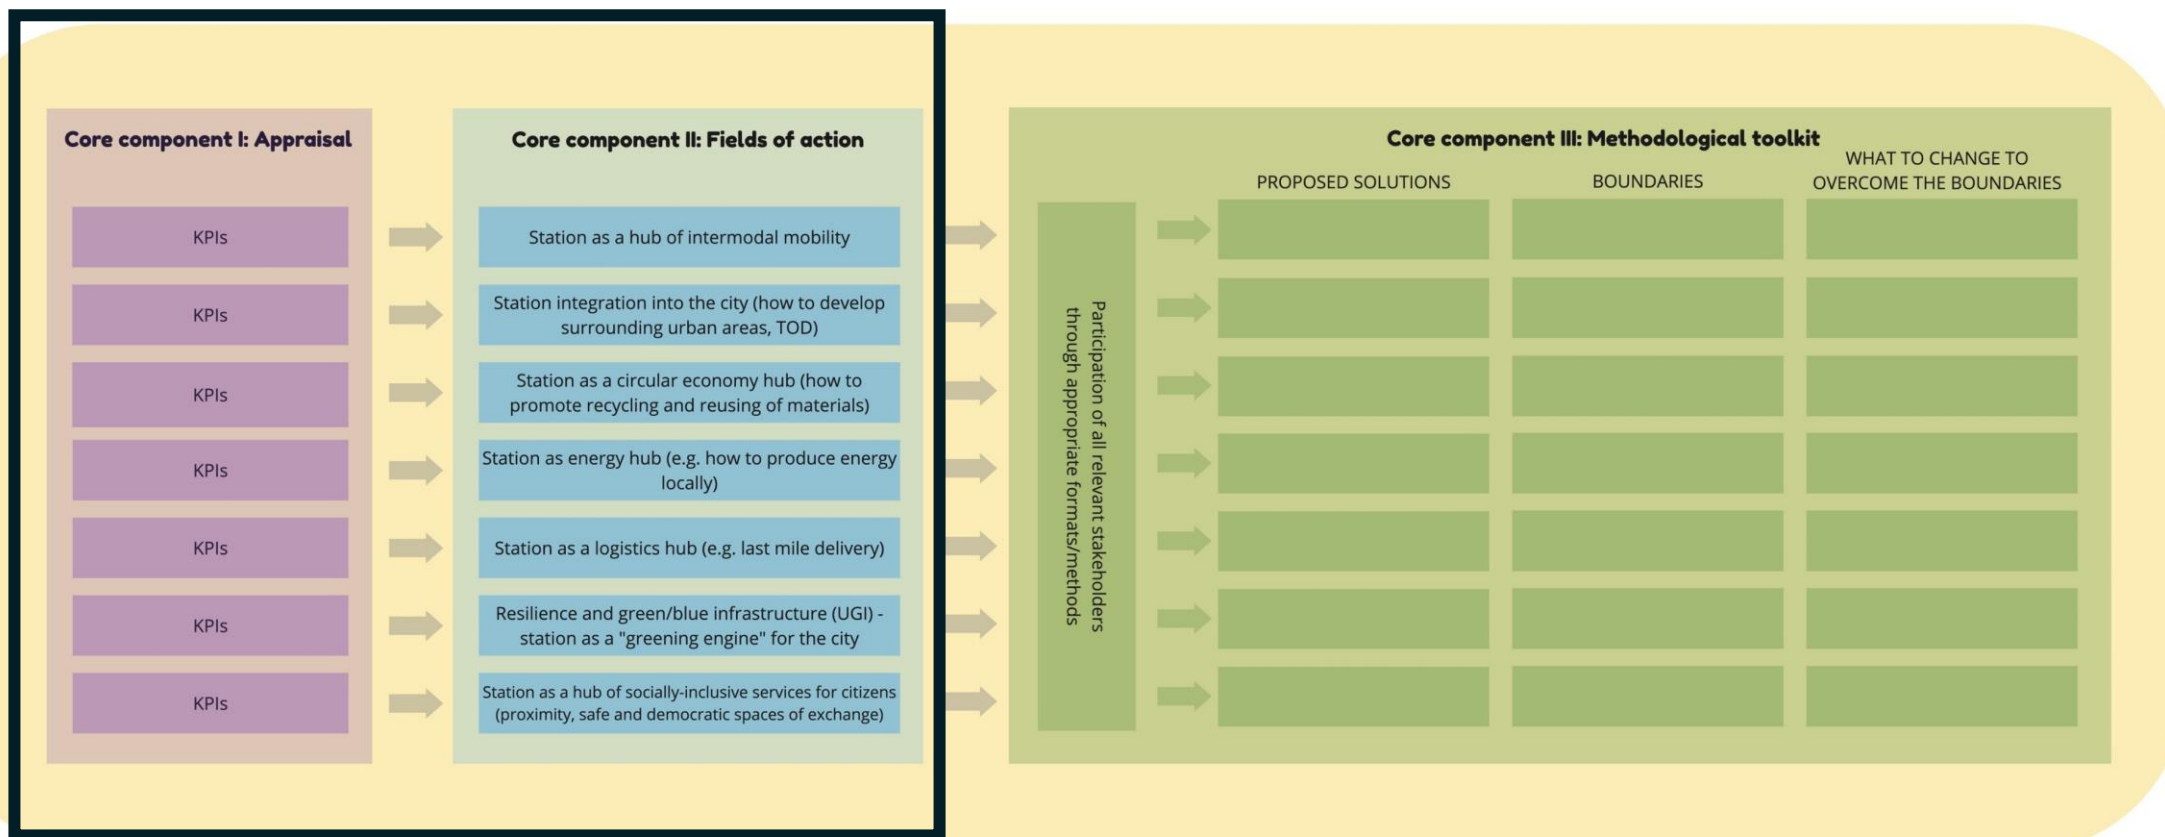 Core component I: Appraisal
KPIs
KPIs
KPIs
KPIs
KPIs
KPIs
KPIs
Core component II: Fields of action
Station as a hub of intermodal mobility
Station integration into the city (how to develop
surrounding urban areas, TOD)
Station as a circular economy hub (how to
promote recycling and reusing of materials)
Station as energy hub (e.g. how to produce energy
locally)
Station as a logistics hub (e.g. last mile delivery)
Resilience and green/blue infrastructure (UGI) -
station as a "greening engine" for the city
Station as a hub of socially-inclusive services for citizens
(proximity, safe and democratic spaces of exchange)
Core component III: Methodological toolkit
Participation of all relevant stakeholders
through appropriate formats/methods
PROPOSED SOLUTIONS
BOUNDARIES
WHAT TO CHANGE TO
OVERCOME THE BOUNDARIES